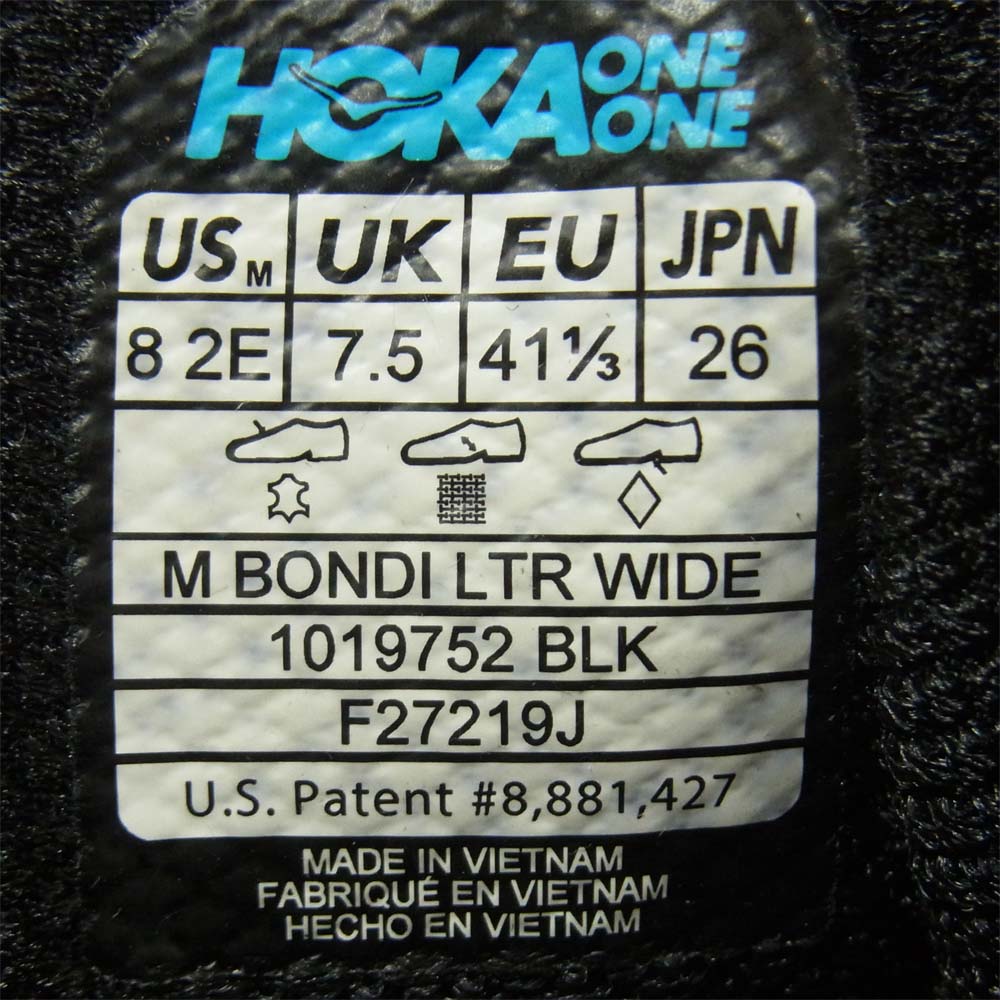 HOKA ONE ONE
US M UK EU JPN
8 2E 7.5 41⅓ 26
M BONDI LTR WIDE
1019752 BLK
F27219J
U.S. Patent #8,881,427
MADE IN VIETNAM
FABRIQUÉ EN VIETNAM
HECHO EN VIETNAM